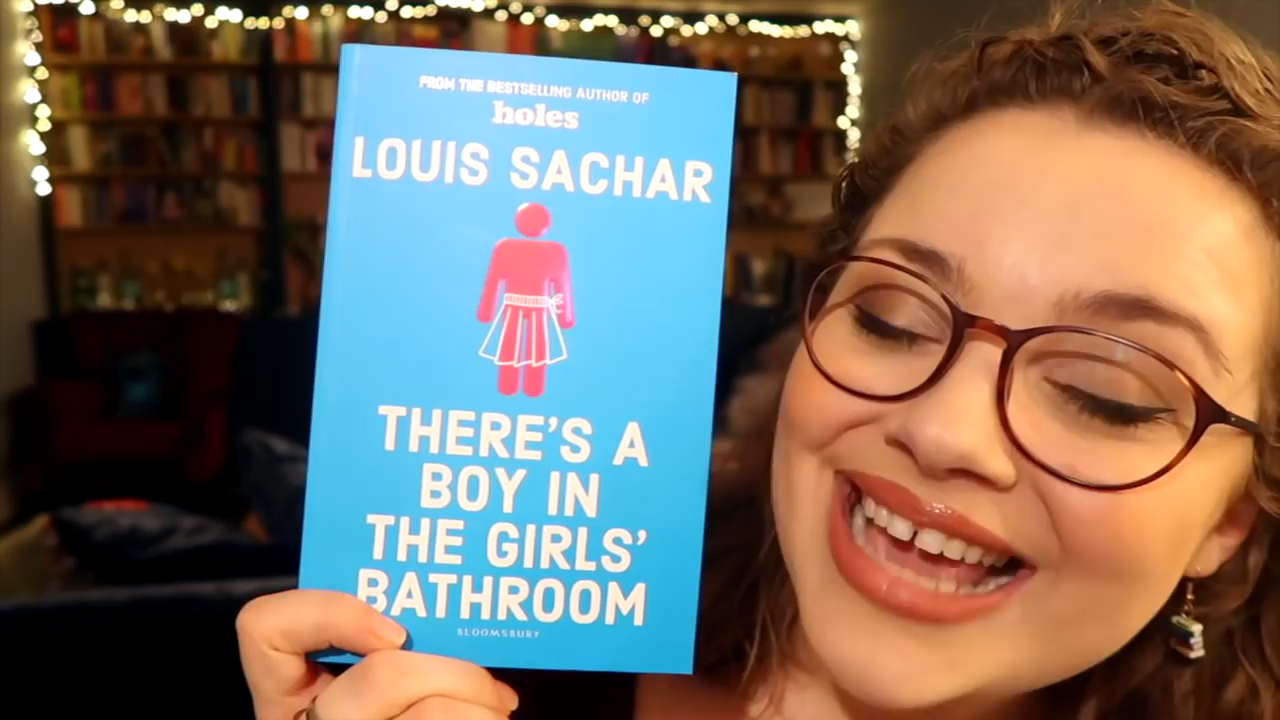 FROM THE BESTSELLING AUTHOR OF
holes
LOUIS SACHAR
THERE'S A
BOY IN
THE GIRLS'
BATHROOM
BLOOMSBURY